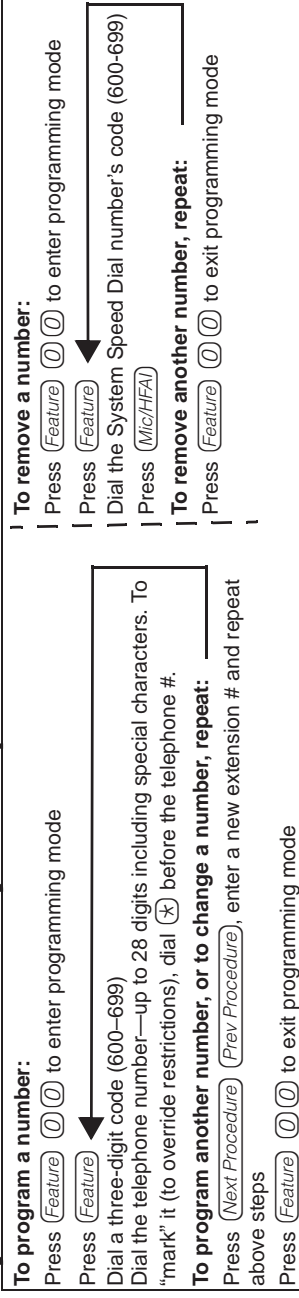 To program a number:
Press Feature 0 0 to enter programming mode
Press Feature
Dial a three-digit code (600–699)
Dial the telephone number—up to 28 digits including special characters. To
“mark” it (to override restrictions), dial * before the telephone #.
To program another number, or to change a number, repeat:
Press Next Procedure Prev Procedure, enter a new extension # and repeat
above steps
Press Feature 0 0 to exit programming mode
To remove a number:
Press Feature 0 0 to enter programming mode
Press Feature
Dial the System Speed Dial number’s code (600-699)
Press Mic/HFAI
To remove another number, repeat:
Press Feature 0 0 to exit programming mode